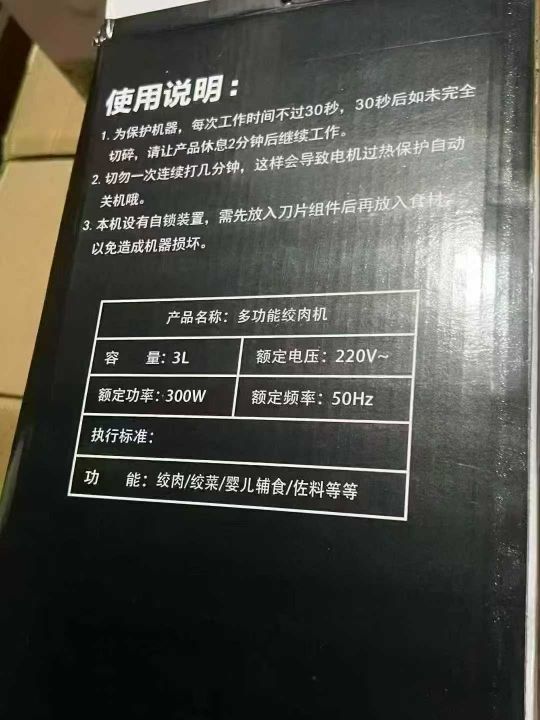 使用说明：
1. 为保护机器，每次工作时间不过30秒，30秒后如未完全
切碎，请让产品休息2分钟后继续工作。
2. 切勿一次连续打几分钟，这样会导致电机过热保护自动
关机哦。
3. 本机设有自锁装置，需先放入刀片组件后再放入食材，
以免造成机器损坏。
产品名称：多功能绞肉机
容 量：3L 额定电压：220V~
额定功率：300W 额定频率：50Hz
执行标准：
功 能：绞肉/绞菜/婴儿辅食/佐料等等